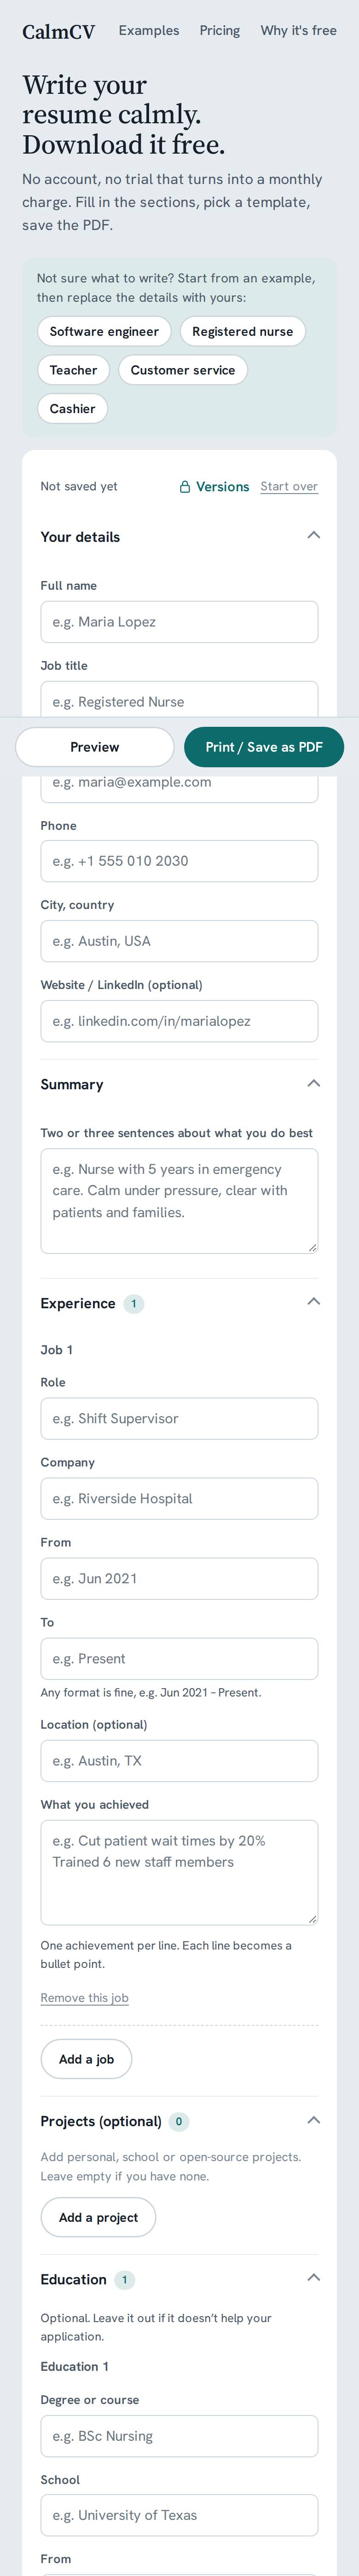 CalmCV Examples Pricing Why it's free
Write your
resume calmly.
Download it free.
No account, no trial that turns into a monthly
charge. Fill in the sections, pick a template,
save the PDF.
Not sure what to write? Start from an example,
then replace the details with yours:
Software engineer Registered nurse
Teacher Customer service
Cashier
Not saved yet Versions Start over
Your details
Full name
e.g. Maria Lopez
Job title
e.g. Registered Nurse
Preview Print / Save as PDF
e.g. maria@example.com
Phone
e.g. +1 555 010 2030
City, country
e.g. Austin, USA
Website / LinkedIn (optional)
e.g. linkedin.com/in/marialopez
Summary
Two or three sentences about what you do best
e.g. Nurse with 5 years in emergency
care. Calm under pressure, clear with
patients and families.
Experience 1
Job 1
Role
e.g. Shift Supervisor
Company
e.g. Riverside Hospital
From
e.g. Jun 2021
To
e.g. Present
Any format is fine, e.g. Jun 2021 – Present.
Location (optional)
e.g. Austin, TX
What you achieved
e.g. Cut patient wait times by 20%
Trained 6 new staff members
One achievement per line. Each line becomes a
bullet point.
Remove this job
Add a job
Projects (optional) 0
Add personal, school or open-source projects.
Leave empty if you have none.
Add a project
Education 1
Optional. Leave it out if it doesn’t help your
application.
Education 1
Degree or course
e.g. BSc Nursing
School
e.g. University of Texas
From